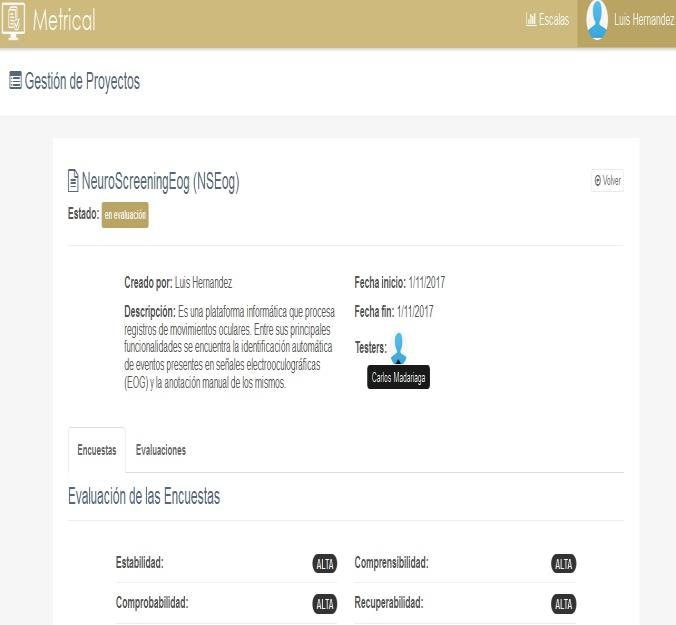 Metrical
Escalas
Luis Hernandez
Gestión de Proyectos
NeuroScreeningEog (NSEog)
Volver
Estado: en evaluación
Creado por: Luis Hernandez
Descripción: Es una plataforma informática que procesa
registros de movimientos oculares. Entre sus principales
funcionalidades se encuentra la identificación automática
de eventos presentes en señales electrooculográficas
(EOG) y la anotación manual de los mismos.
Fecha inicio: 1/11/2017
Fecha fin: 1/11/2017
Testers:
Carlos Madariaga
Encuestas
Evaluaciones
Evaluación de las Encuestas
Estabilidad: ALTA
Comprensibilidad: ALTA
Comprobabilidad: ALTA
Recuperabilidad: ALTA